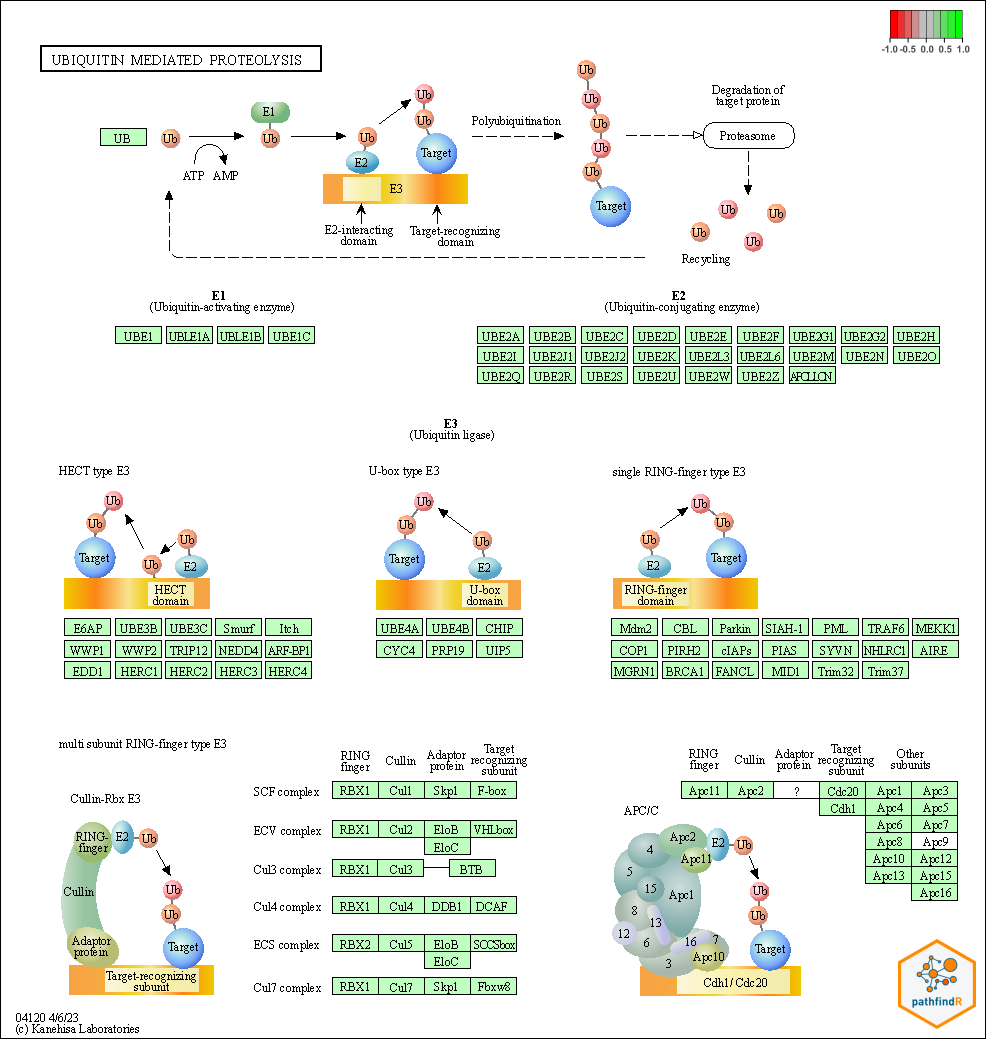 -1.0 -0.5 0.0 0.5 1.0
UBIQUITIN MEDIATED PROTEOLYSIS
UB
Ub
ATP
AMP
E1
Ub
Ub
E2
E3
Ub
Ub
Target
E2-interacting
domain
Target-recognizing
domain
Polyubiquitination
Ub
Ub
Ub
Ub
Ub
Target
Degradation of
target protein
Proteasome
Ub
Ub
Ub
Ub
Recycling
E1
(Ubiquitin-activating enzyme)
UBE1 UBLE1A UBLE1B UBE1C
E2
(Ubiquitin-conjugating enzyme)
UBE2A UBE2B UBE2C UBE2D UBE2E UBE2F UBE2G1 UBE2G2 UBE2H
UBE2I UBE2J1 UBE2J2 UBE2K UBE2L3 UBE2L6 UBE2M UBE2N UBE2O
UBE2Q UBE2R UBE2S UBE2U UBE2W UBE2Z AFCLLCN
E3
(Ubiquitin ligase)
HECT type E3
Ub
Ub
Target
Ub
Ub
E2
HECT
domain
E6AP UBE3B UBE3C Smurf Itch
WWP1 WWP2 TRIP12 NEDD4 ARF-BP1
EDD1 HERC1 HERC2 HERC3 HERC4
U-box type E3
Ub
Ub
Target
Ub
E2
U-box
domain
UBE4A UBE4B CHIP
CYC4 PRP19 UIP5
single RING-finger type E3
Ub
Ub
Ub
E2
Target
RING-finger
domain
Mdm2 CBL Parkin SIAH-1 PML TRAF6 MEKK1
COP1 PIRH2 cIAPs PIAS SYVN NHLRC1 AIRE
MGRN1 BRCA1 FANCL MID1 Trim32 Trim37
multi subunit RING-finger type E3
Cullin-Rbx E3
RING-
finger
E2
Ub
Cullin
Ub
Ub
Adaptor
protein
Target
Target-recognizing
subunit
RING
finger
Cullin
Adaptor
protein
Target
recognizing
subunit
SCF complex RBX1 Cul1 Skp1 F-box
ECV complex RBX1 Cul2 EloB VHLbox
EloC
Cul3 complex RBX1 Cul3 BTB
Cul4 complex RBX1 Cul4 DDB1 DCAF
ECS complex RBX2 Cul5 EloB SOCSbox
EloC
Cul7 complex RBX1 Cul7 Skp1 Fbxw8
RING
finger
Cullin
Adaptor
protein
Target
recognizing
subunit
Other
subunits
Apc11 Apc2 ? Cdc20 Apc1 Apc3
Cdh1 Apc4 Apc5
Apc6 Apc7
Apc8 Apc9
Apc10 Apc12
Apc13 Apc15
Apc16
APC/C
Apc2
E2
Ub
4
Apc11
5
15
Apc1
Ub
Ub
8
13
12
6
16
7
3
Apc10
Target
Cdh1/Cdc20
pathfindR
04120 4/6/23
(c) Kanehisa Laboratories